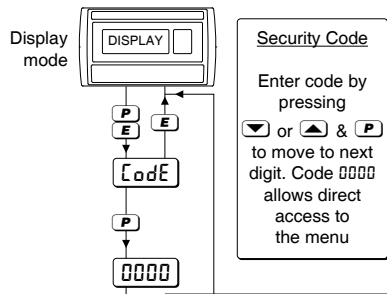 Display
mode
DISPLAY
P
E
E
CodE
P
0000
Security Code
Enter code by
pressing
or & P
to move to next
digit. Code 0000
allows direct
access to
the menu